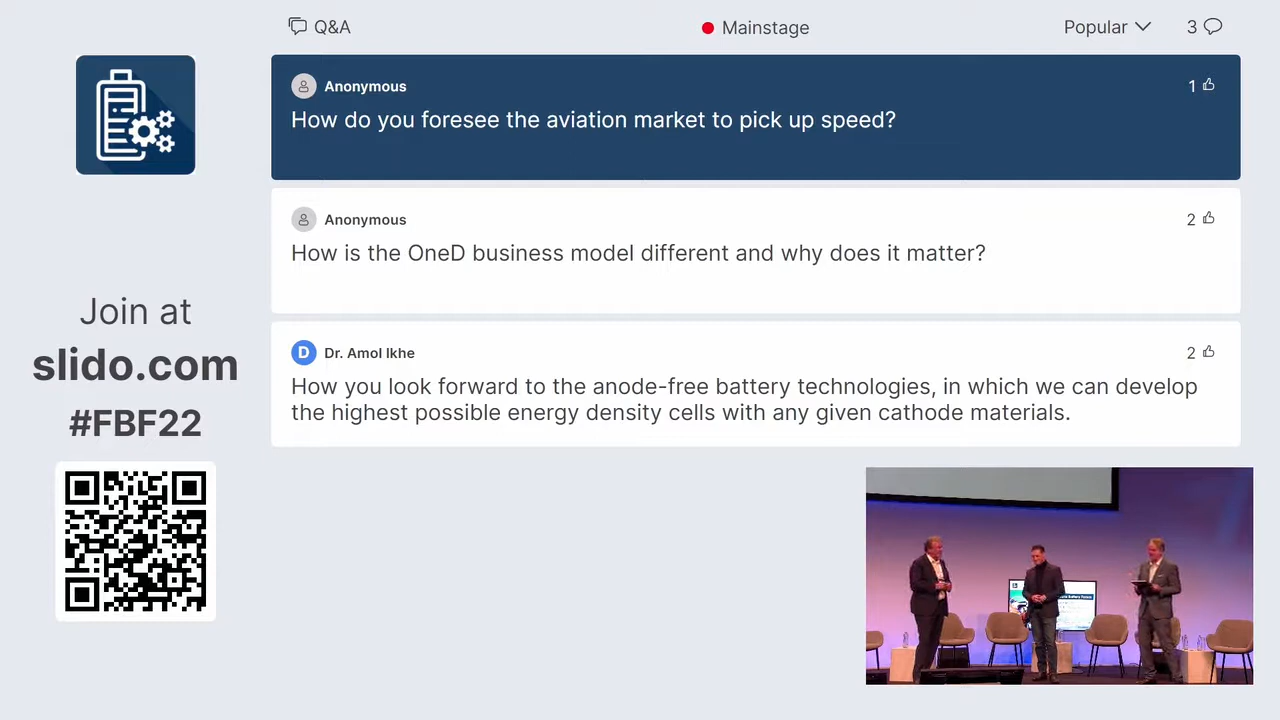 Q&A
Mainstage
Popular
3
Anonymous
1
How do you foresee the aviation market to pick up speed?
Anonymous
2
How is the OneD business model different and why does it matter?
Dr. Amol Ikhe
2
How you look forward to the anode-free battery technologies, in which we can develop
the highest possible energy density cells with any given cathode materials.
Join at
slido.com
#FBF22